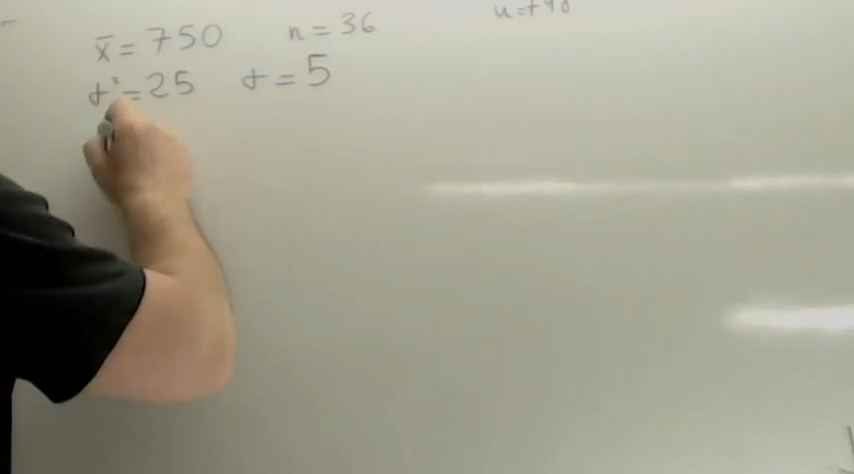 x̄ = 750 n = 36
σ² = 25 σ = 5